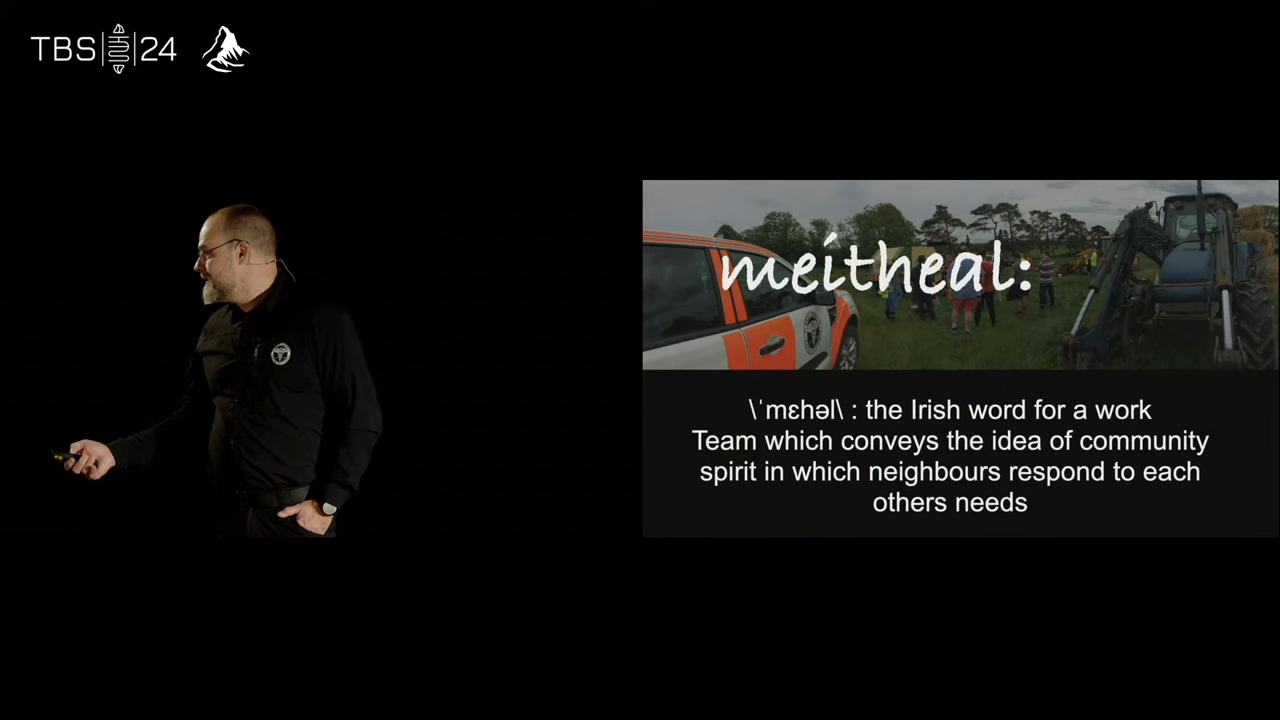 TBS 24
meitheal:
\ˈmɛhəl\ : the Irish word for a work
Team which conveys the idea of community
spirit in which neighbours respond to each
others needs